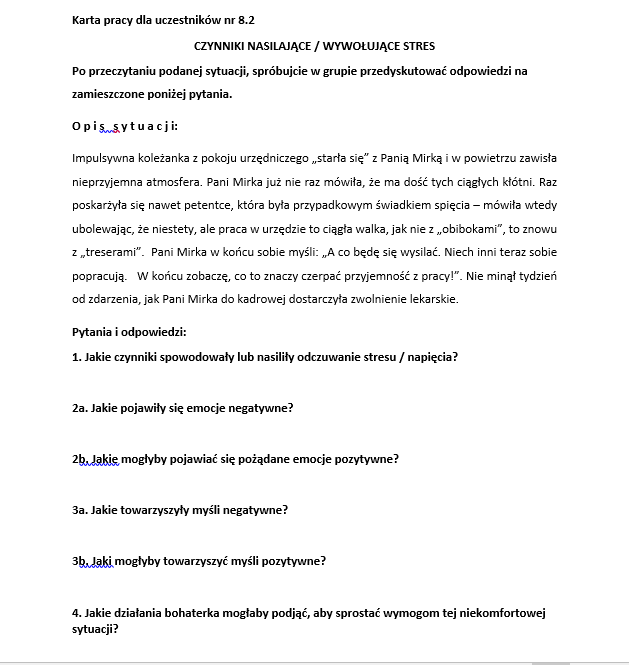 Karta pracy dla uczestników nr 8.2
CZYNNIKI NASILAJĄCE / WYWOŁUJĄCE STRES
Po przeczytaniu podanej sytuacji, spróbujcie w grupie przedyskutować odpowiedzi na
zamieszczone poniżej pytania.
O p i s  s y t u a c j i:
Impulsywna koleżanka z pokoju urzędniczego „starła się” z Panią Mirką i w powietrzu zawisła
nieprzyjemna atmosfera. Pani Mirka już nie raz mówiła, że ma dość tych ciągłych kłótni. Raz
poskarżyła się nawet petentce, która była przypadkowym świadkiem spięcia – mówiła wtedy
ubolewając, że niestety, ale praca w urzędzie to ciągła walka, jak nie z „obibokami”, to znowu
z „treserami”.  Pani Mirka w końcu sobie myśli: „A co będę się wysilać. Niech inni teraz sobie
popracują.   W końcu zobaczę, co to znaczy czerpać przyjemność z pracy!”. Nie minął tydzień
od zdarzenia, jak Pani Mirka do kadrowej dostarczyła zwolnienie lekarskie.
Pytania i odpowiedzi:
1. Jakie czynniki spowodowały lub nasiliły odczuwanie stresu / napięcia?
2a. Jakie pojawiły się emocje negatywne?
2b. Jakie mogłyby pojawiać się pożądane emocje pozytywne?
3a. Jakie towarzyszyły myśli negatywne?
3b. Jaki mogłyby towarzyszyć myśli pozytywne?
4. Jakie działania bohaterka mogłaby podjąć, aby sprostać wymogom tej niekomfortowej
sytuacji?